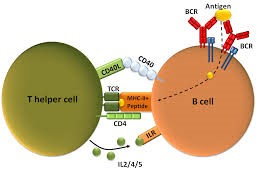 Antigen
BCR
BCR
CD40L
CD40
TCR
MHC-II+
Peptide
T helper cell
B cell
CD4
ILR
IL2/4/5